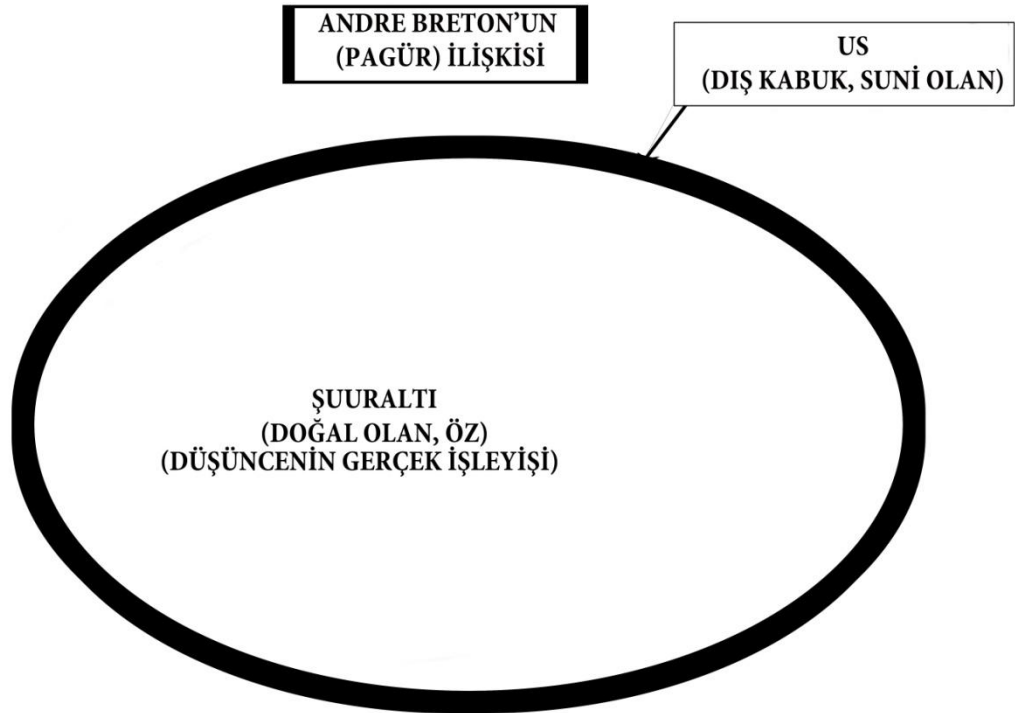 ANDRE BRETON’UN
(PAGÜR) İLİŞKİSİ
US
(DIŞ KABUK, SUNİ OLAN)
ŞUURALTI
(DOĞAL OLAN, ÖZ)
(DÜŞÜNCENİN GERÇEK İŞLEYİŞİ)